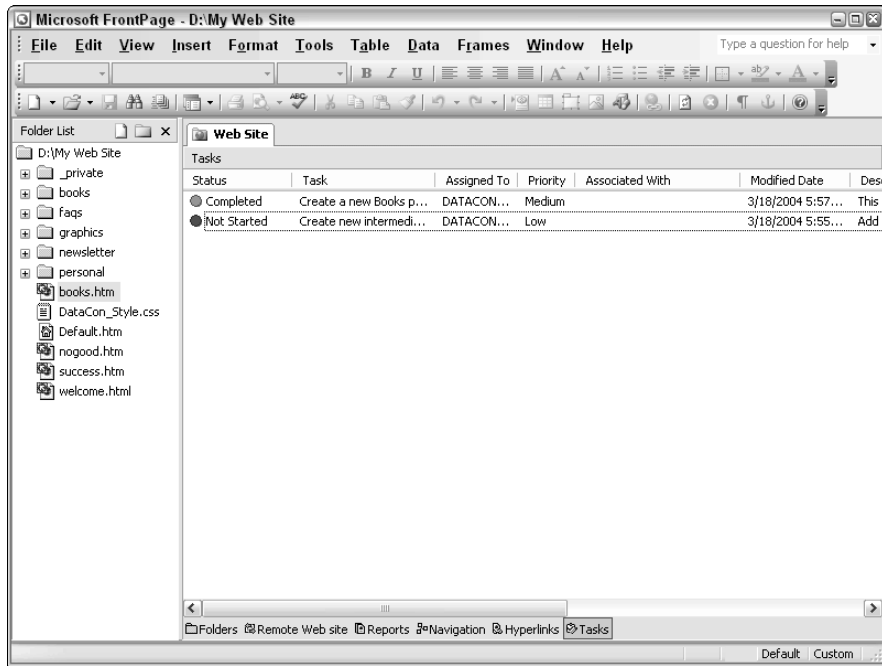 Microsoft FrontPage - D:\My Web Site
File Edit View Insert Format Tools Table Data Frames Window Help Type a question for help
B I U A A ab A
ABC
Folder List
Web Site
D:\My Web Site
_private
books
faqs
graphics
newsletter
personal
books.htm
DataCon_Style.css
Default.htm
nogood.htm
success.htm
welcome.html
Tasks
Status Task Assigned To Priority Associated With Modified Date Desc
Completed Create a new Books p... DATACON... Medium 3/18/2004 5:57... This
Not Started Create new intermedi... DATACON... Low 3/18/2004 5:55... Add
Folders Remote Web site Reports Navigation Hyperlinks Tasks
Default Custom